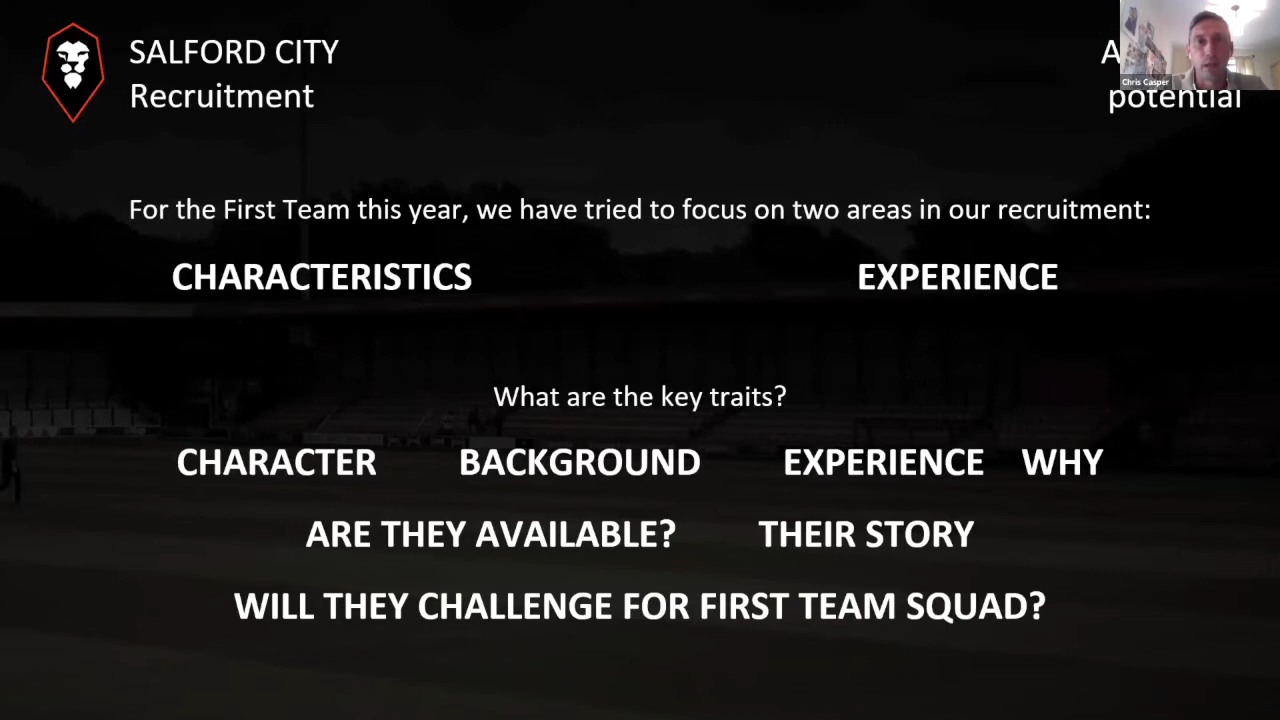 SALFORD CITY
Recruitment
A
potential
Chris Casper
For the First Team this year, we have tried to focus on two areas in our recruitment:
CHARACTERISTICS EXPERIENCE
What are the key traits?
CHARACTER BACKGROUND EXPERIENCE WHY
ARE THEY AVAILABLE? THEIR STORY
WILL THEY CHALLENGE FOR FIRST TEAM SQUAD?